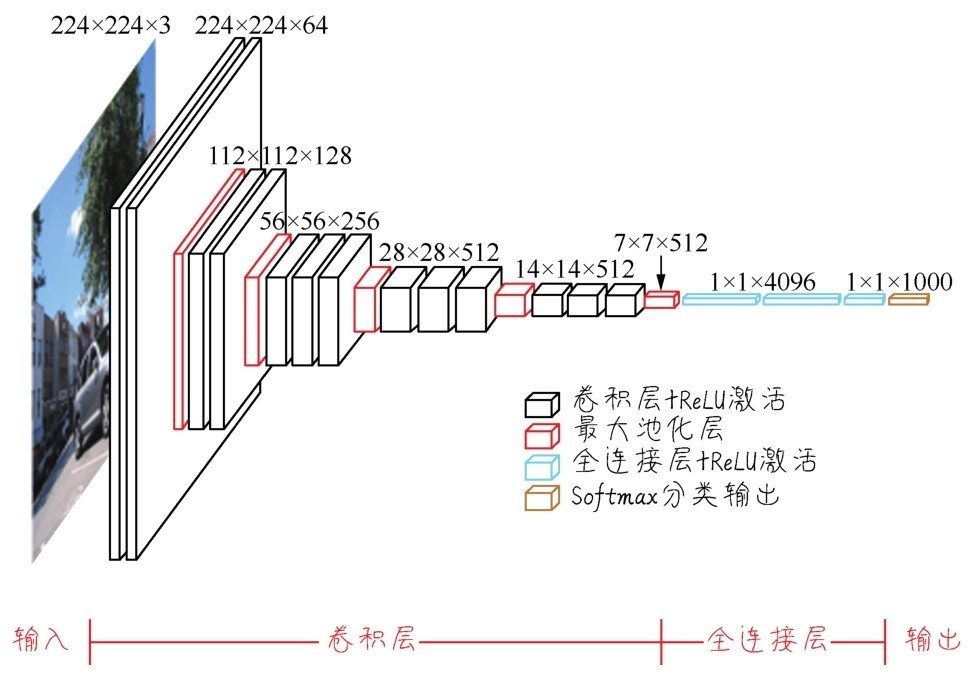 224×224×3
224×224×64
112×112×128
56×56×256
28×28×512
14×14×512
7×7×512
1×1×4096
1×1×1000
卷积层+ReLU激活
最大池化层
全连接层+ReLU激活
Softmax分类输出
输入
卷积层
全连接层
输出